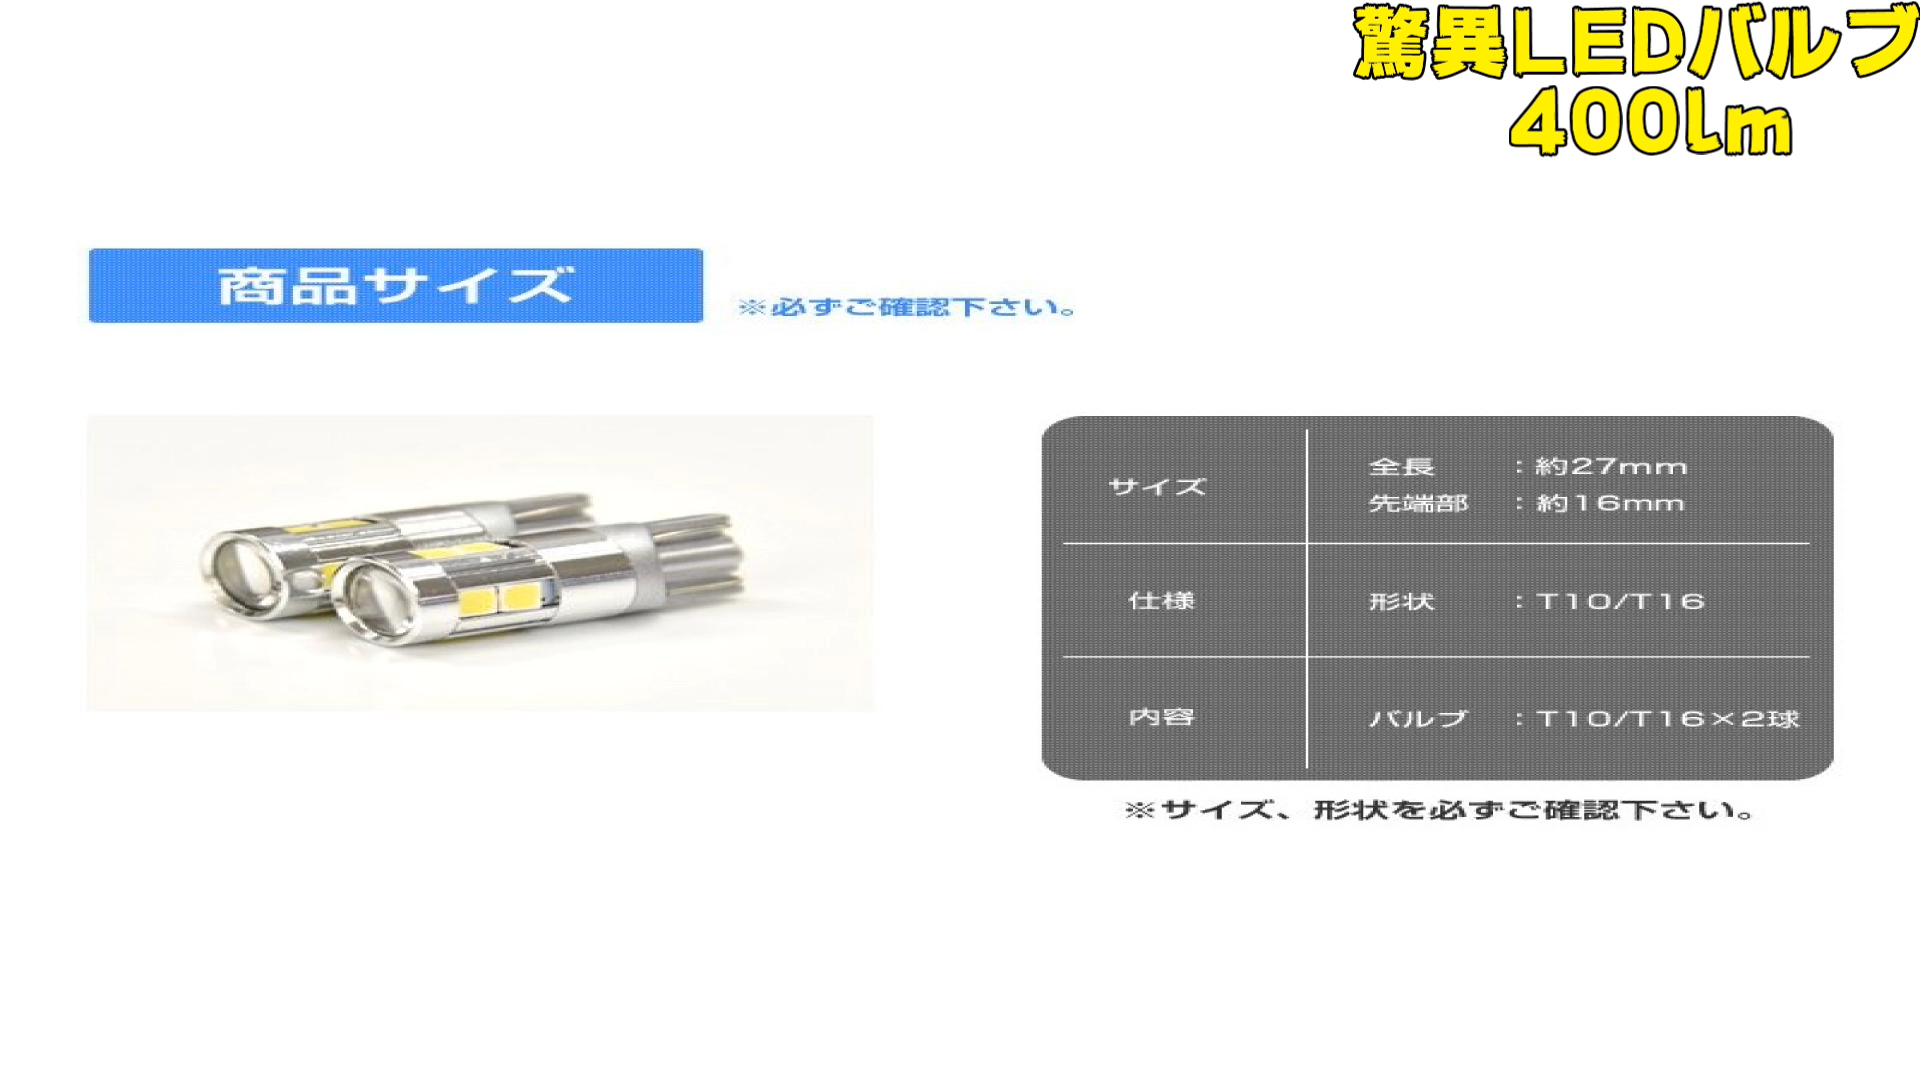 驚異LEDバルブ
400lm
商品サイズ
※必ずご確認下さい。
サイズ
全長 ：約27mm
先端部 ：約16mm
仕様
形状 ：T10/T16
内容
バルブ ：T10/T16×2球
※サイズ、形状を必ずご確認下さい。